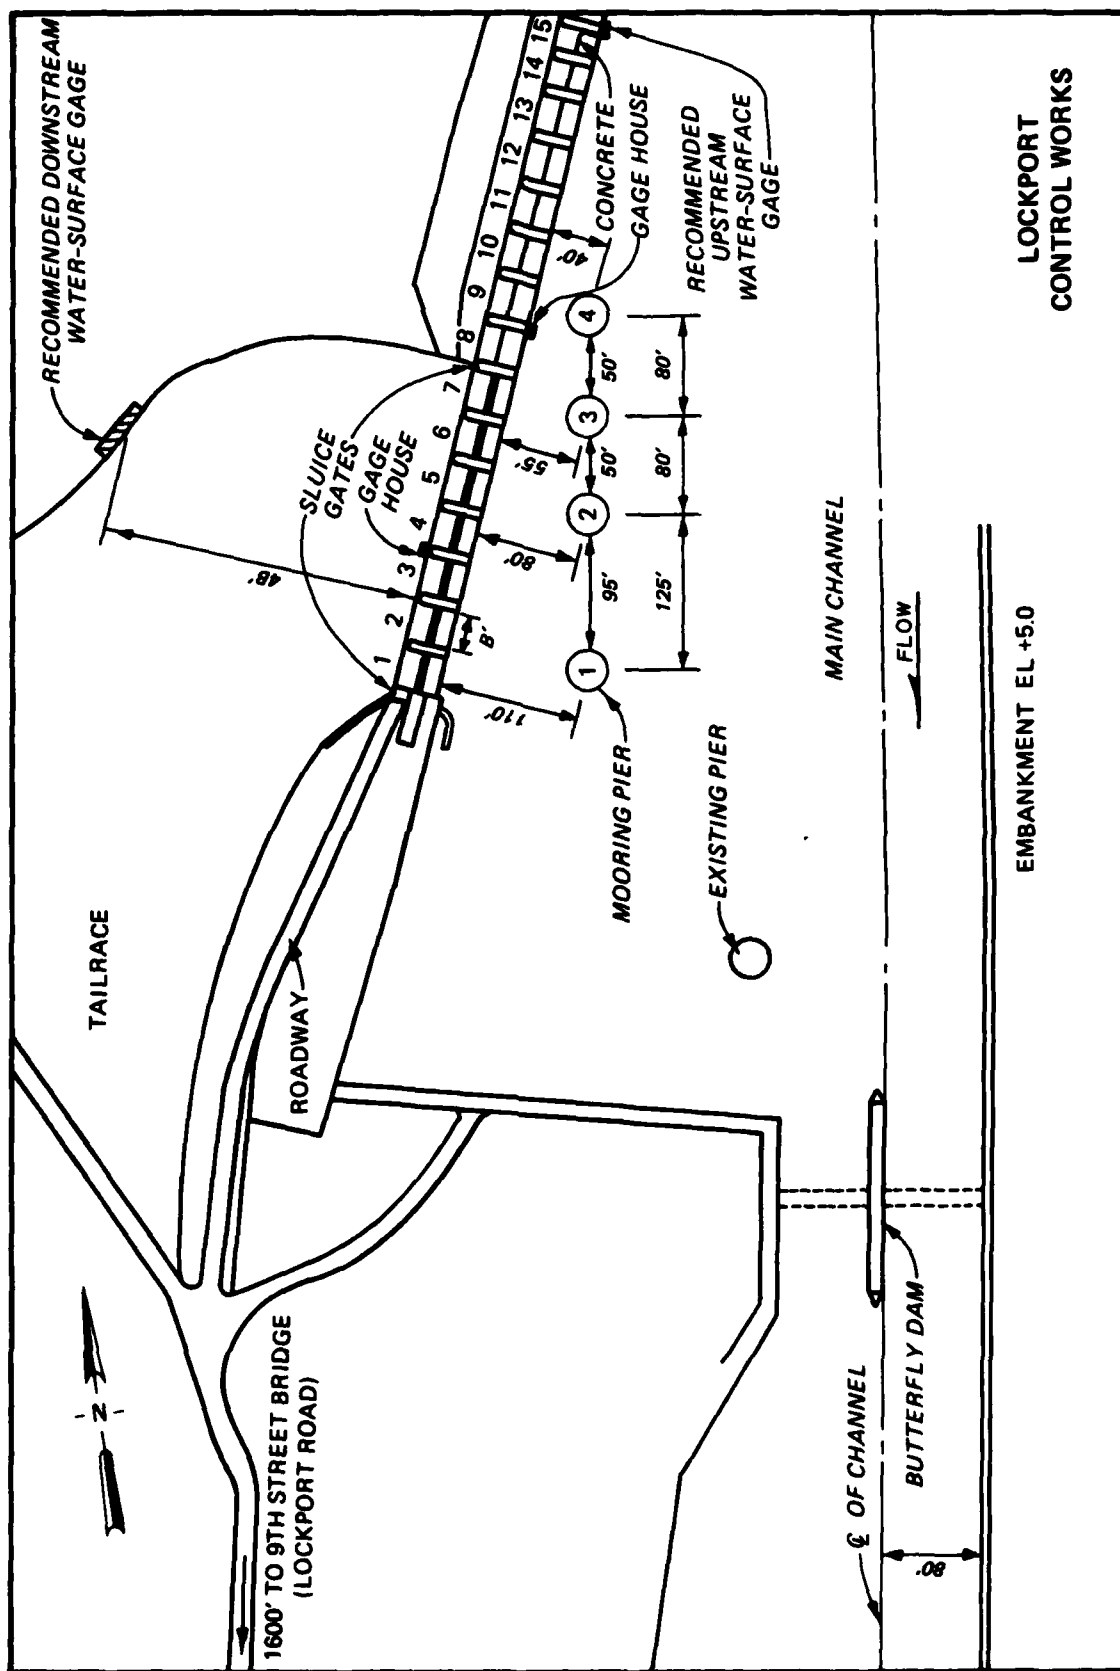 RECOMMENDED DOWNSTREAM
WATER-SURFACE GAGE
TAILRACE
N
1600' TO 9TH STREET BRIDGE
(LOCKPORT ROAD)
ROADWAY
SLUICE
GATES
GAGE
HOUSE
4B'
B'
1
2
3
4
5
6
7
8
9
10
11
12
13
14
15
110'
80'
55'
40'
CONCRETE
GAGE HOUSE
RECOMMENDED
UPSTREAM
WATER-SURFACE
GAGE
1
2
3
4
95'
50'
50'
125'
80'
80'
MOORING PIER
EXISTING PIER
MAIN CHANNEL
FLOW
℄ OF CHANNEL
BUTTERFLY DAM
80'
EMBANKMENT EL +5.0
LOCKPORT
CONTROL WORKS